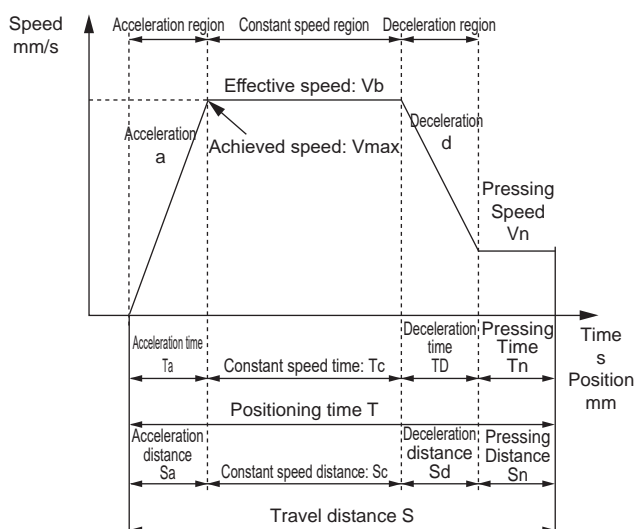 Speed
mm/s
Acceleration region
Constant speed region
Deceleration region
Effective speed: Vb
Acceleration
a
Achieved speed: Vmax
Deceleration
d
Pressing
Speed
Vn
Acceleration time
Ta
Constant speed time: Tc
Deceleration
time
TD
Pressing
Time
Tn
Time
s
Position
mm
Positioning time T
Acceleration
distance
Sa
Constant speed distance: Sc
Deceleration
distance
Sd
Pressing
Distance
Sn
Travel distance S